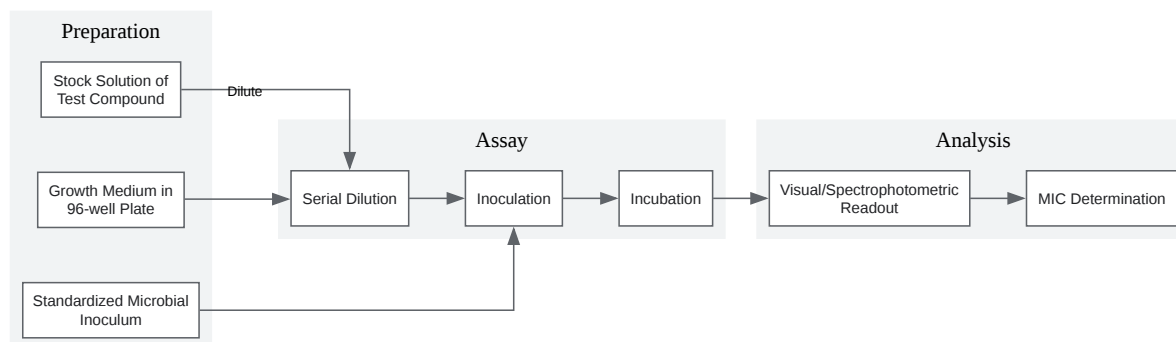 Preparation
Stock Solution of
Test Compound
Dilute
Growth Medium in
96-well Plate
Standardized Microbial
Inoculum
Assay
Serial Dilution
Inoculation
Incubation
Analysis
Visual/Spectrophotometric
Readout
MIC Determination